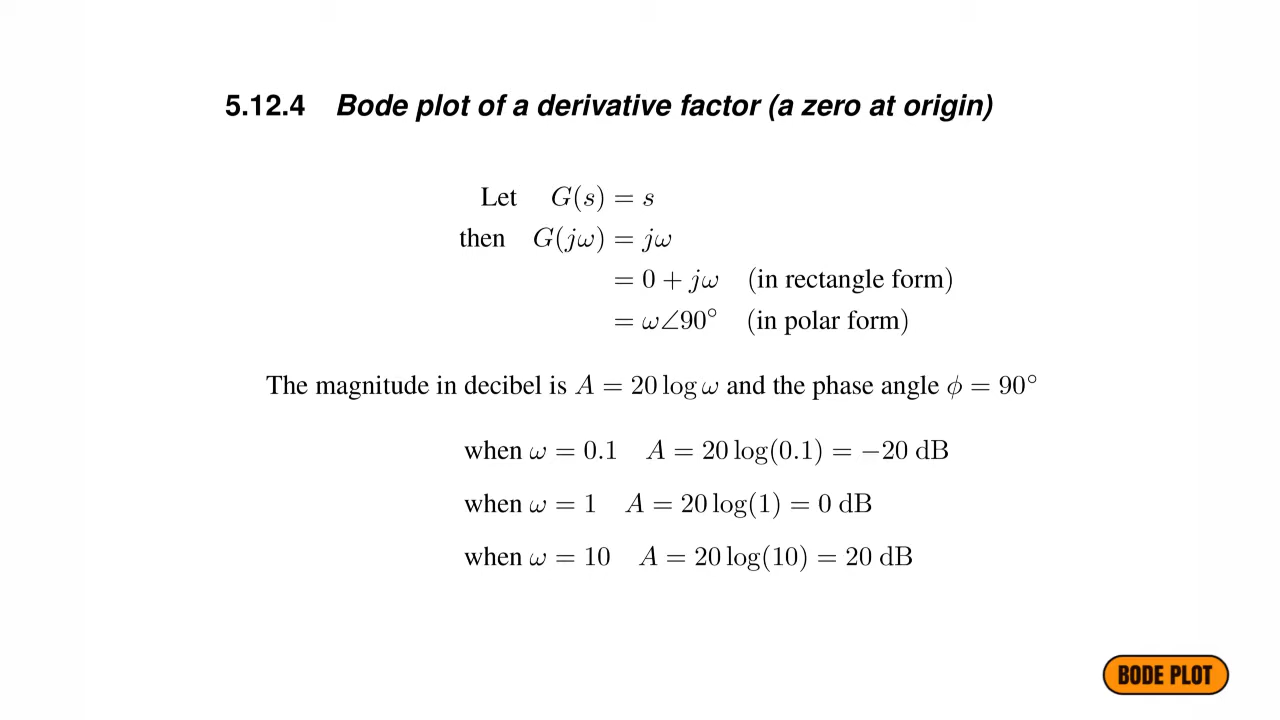 5.12.4 Bode plot of a derivative factor (a zero at origin)
Let G(s) = s
then G(jω) = jω
= 0 + jω (in rectangle form)
= ω∠90° (in polar form)
The magnitude in decibel is A = 20 log ω and the phase angle ϕ = 90°
when ω = 0.1 A = 20 log(0.1) = −20 dB
when ω = 1 A = 20 log(1) = 0 dB
when ω = 10 A = 20 log(10) = 20 dB
BODE PLOT